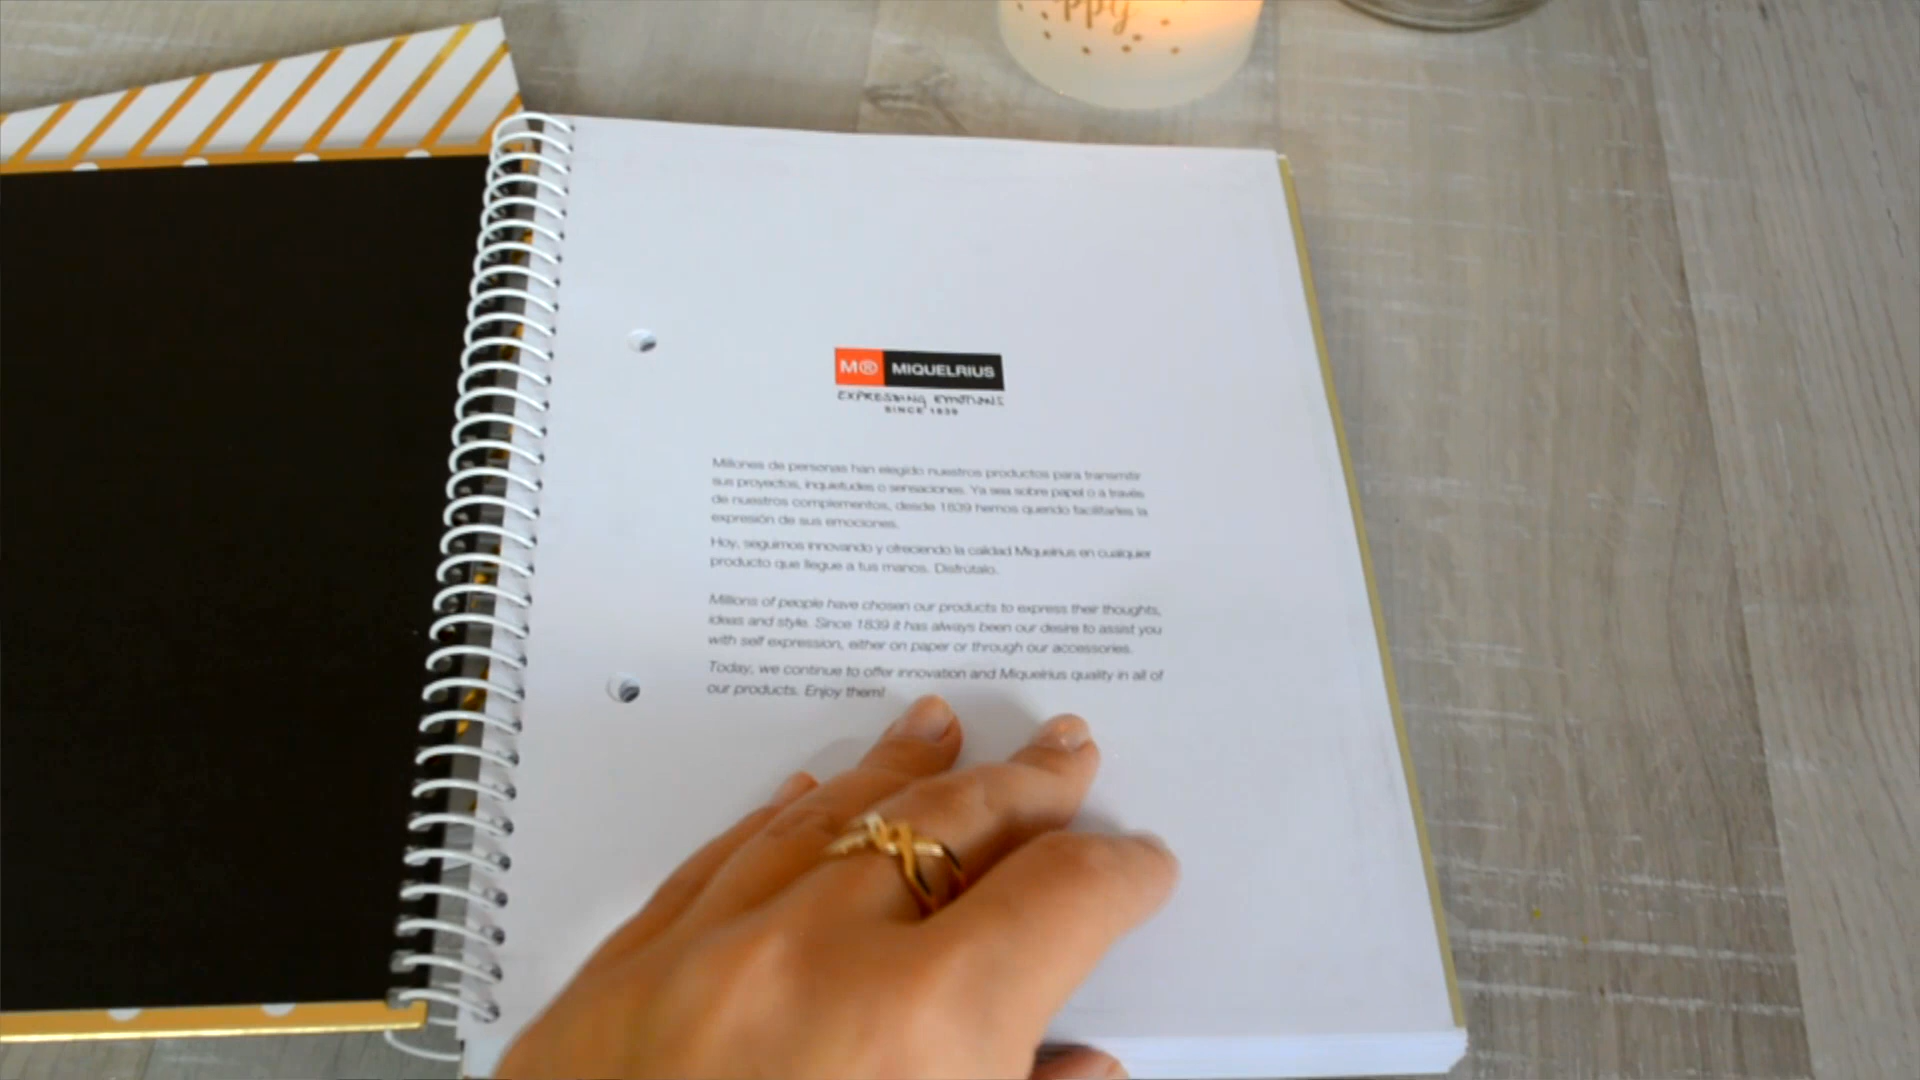 ppy
M® MIQUELRIUS
EXPRESSING EMOTIONS
SINCE 1839
Millones de personas han elegido nuestros productos para transmitir
sus proyectos, inquietudes o sensaciones. Ya sea sobre papel o a través
de nuestros complementos, desde 1839 hemos querido facilitarles la
expresión de sus emociones.
Hoy, seguimos innovando y ofreciendo la calidad Miquelrius en cualquier
producto que llegue a tus manos. Disfrútalo.
Millions of people have chosen our products to express their thoughts,
ideas and style. Since 1839 it has always been our desire to assist you
with self expression, either on paper or through our accessories.
Today, we continue to offer innovation and Miquelrius quality in all of
our products. Enjoy them!